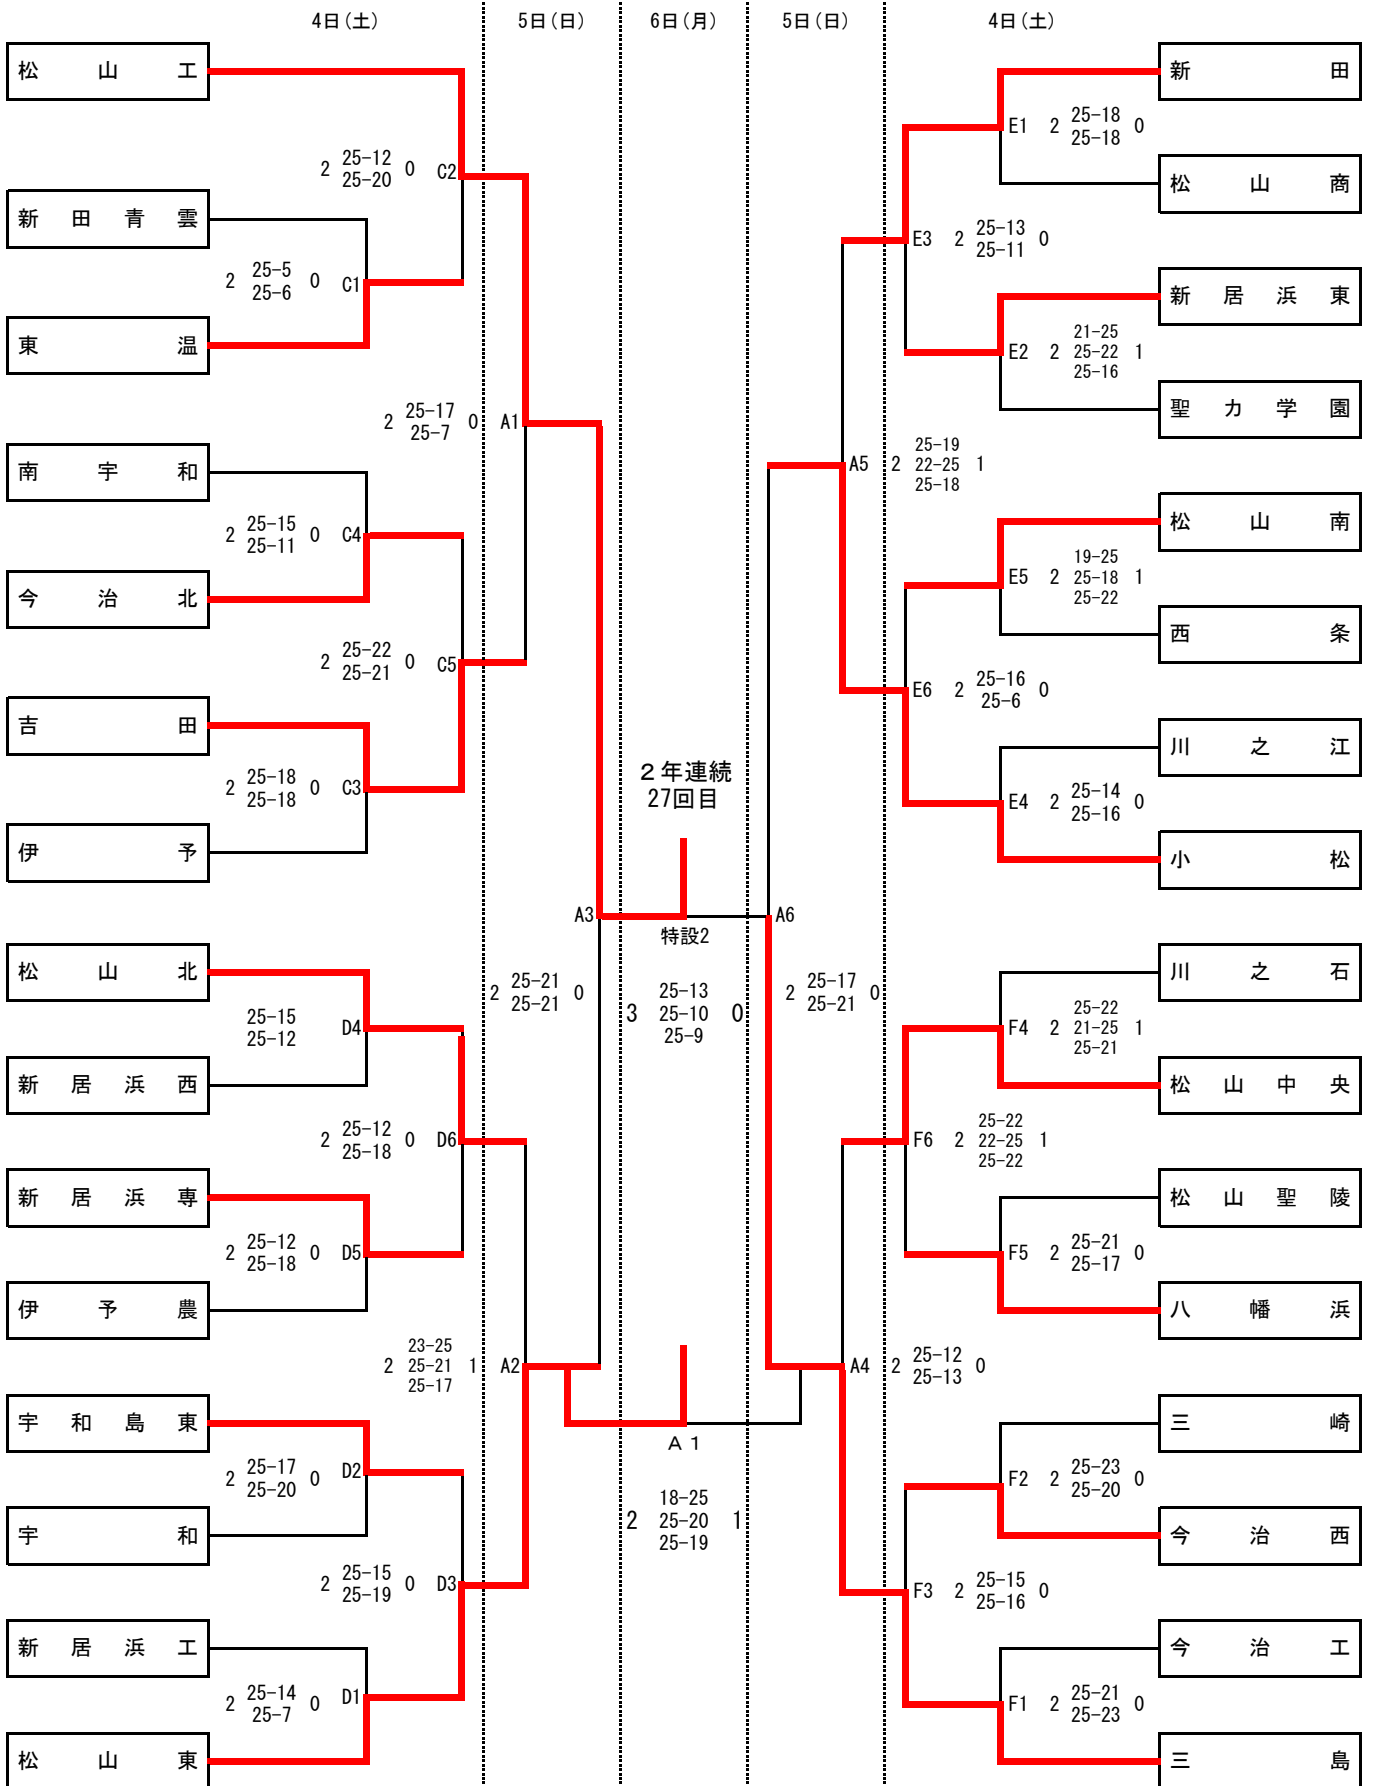 4日(土) 5日(日) 6日(月) 5日(日) 4日(土)
松山工
2 25-12 0 C2
25-20
新田青雲
2 25-5 0 C1
25-6
東温
2 25-17 0 A1
25-7
南宇和
2 25-15 0 C4
25-11
今治北
2 25-22 0 C5
25-21
吉田
2 25-18 0 C3
25-18
伊予
A3
2 25-21 0
25-21
松山北
25-15 D4
25-12
新居浜西
2 25-12 0 D6
25-18
新居浜専
2 25-12 0 D5
25-18
伊予農
23-25
2 25-21 1 A2
25-17
宇和島東
2 25-17 0 D2
25-20
宇和
2 25-15 0 D3
25-19
新居浜工
2 25-14 0 D1
25-7
松山東
2年連続
27回目
特設2
25-13
3 25-10 0
25-9
A 1
18-25
2 25-20 1
25-19
新田
E1 2 25-18 0
25-18
松山商
E3 2 25-13 0
25-11
新居浜東
21-25
E2 2 25-22 1
25-16
聖カ学園
25-19
A5 2 22-25 1
25-18
松山南
19-25
E5 2 25-18 1
25-22
西条
E6 2 25-16 0
25-6
川之江
E4 2 25-14 0
25-16
小松
A6
2 25-17 0
25-21
川之石
25-22
F4 2 21-25 1
25-21
松山中央
25-22
F6 2 22-25 1
25-22
松山聖陵
F5 2 25-21 0
25-17
八幡浜
A4 2 25-12 0
25-13
三崎
F2 2 25-23 0
25-20
今治西
F3 2 25-15 0
25-16
今治工
F1 2 25-21 0
25-23
三島